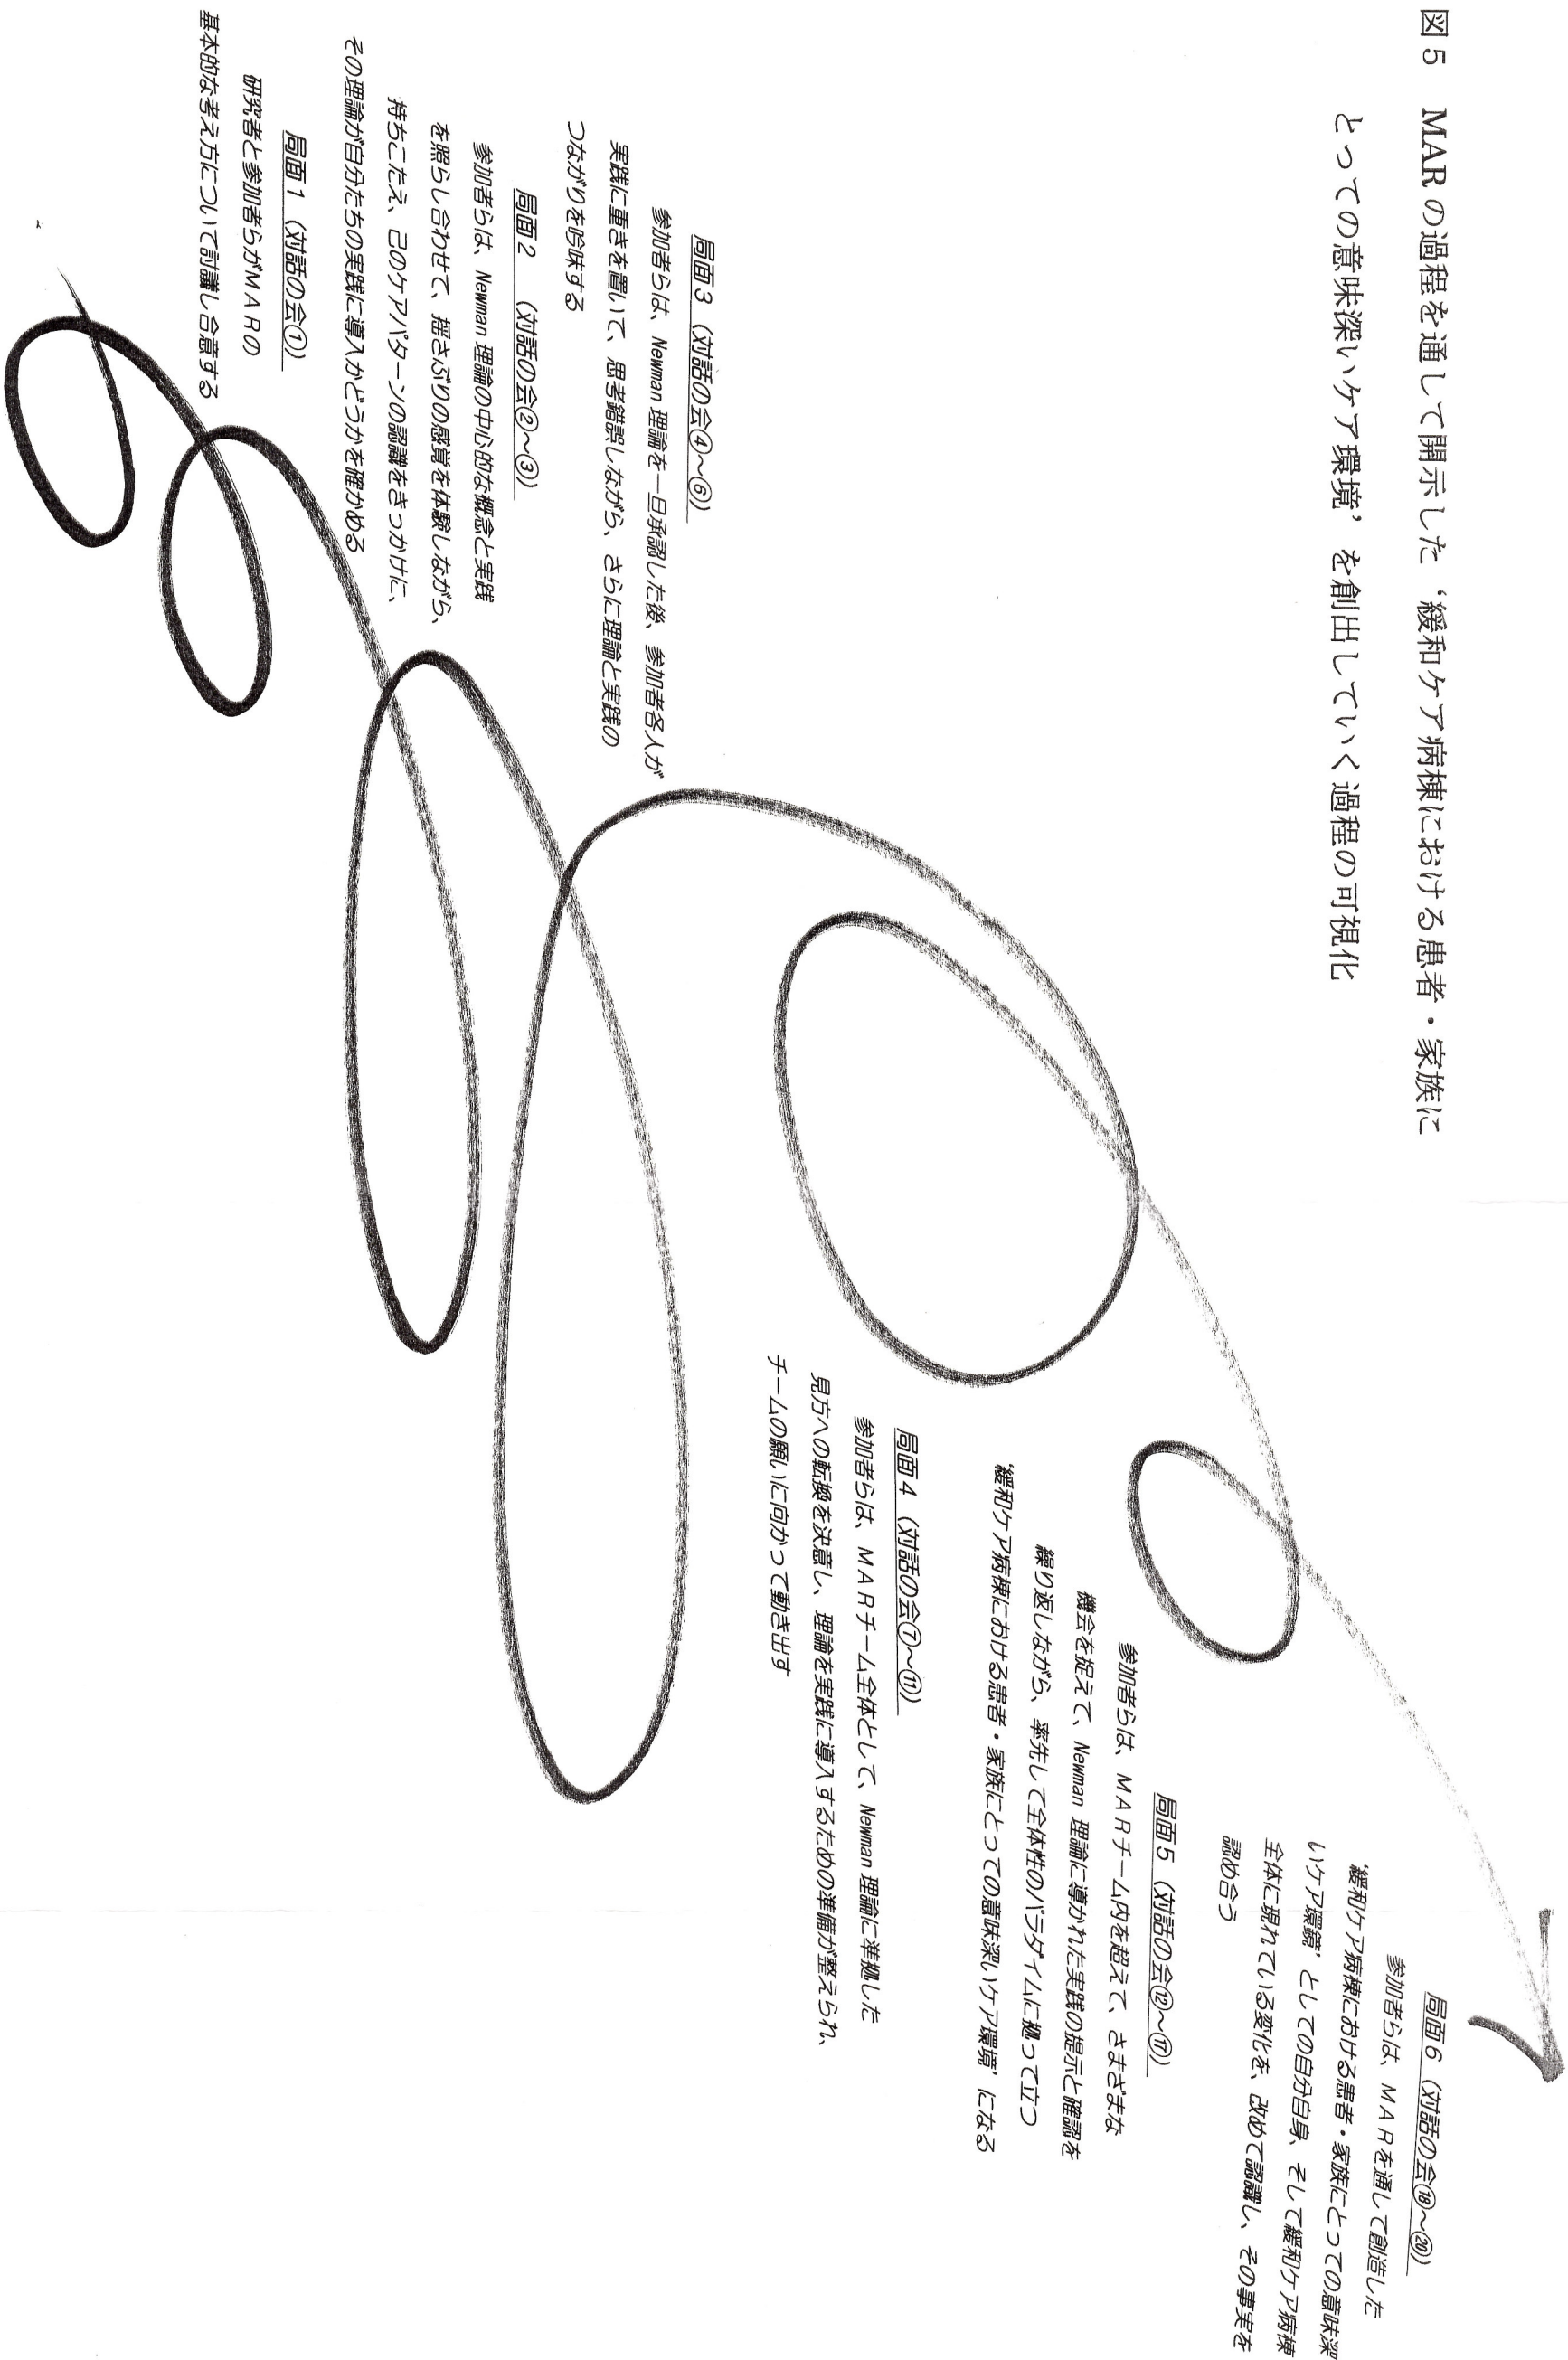 図5 MARの過程を通して開示した‘緩和ケア病棟における患者・家族に
とっての意味深いケア環境’を創出していく過程の可視化
局面6（対話の会⑱～⑳）
参加者らは、MARを通して創造した
‘緩和ケア病棟における患者・家族にとっての意味深
いケア環境’としての自分自身、そして緩和ケア病棟
全体に現れている変化を、改めて認識し、その事実を
認め合う
局面5（対話の会⑫～⑰）
参加者らは、MARチーム内を超えて、さまざまな
機会を捉えて、Newman 理論に導かれた実践の提示と確認を
繰り返しながら、率先して全体性のパラダイムに拠って立つ
‘緩和ケア病棟における患者・家族にとっての意味深いケア環境’になる
局面4（対話の会⑦～⑪）
参加者らは、MARチーム全体として、Newman 理論に準拠した
見方への転換を決意し、理論を実践に導入するための準備が整えられ、
チームの願いに向かって動き出す
局面3（対話の会④～⑥）
参加者らは、Newman 理論を一旦承認した後、参加者各人が
実践に重きを置いて、思考錯誤しながら、さらに理論と実践の
つながりを吟味する
局面2 （対話の会②～③）
参加者らは、Newman 理論の中心的な概念と実践
を照らし合わせて、揺さぶりの感覚を体験しながら、
持ちこたえ、己のケアパターンの認識をきっかけに、
その理論が自分たちの実践に導入かどうかを確かめる
局面1（対話の会①）
研究者と参加者らがMARの
基本的な考え方について討議し合意する